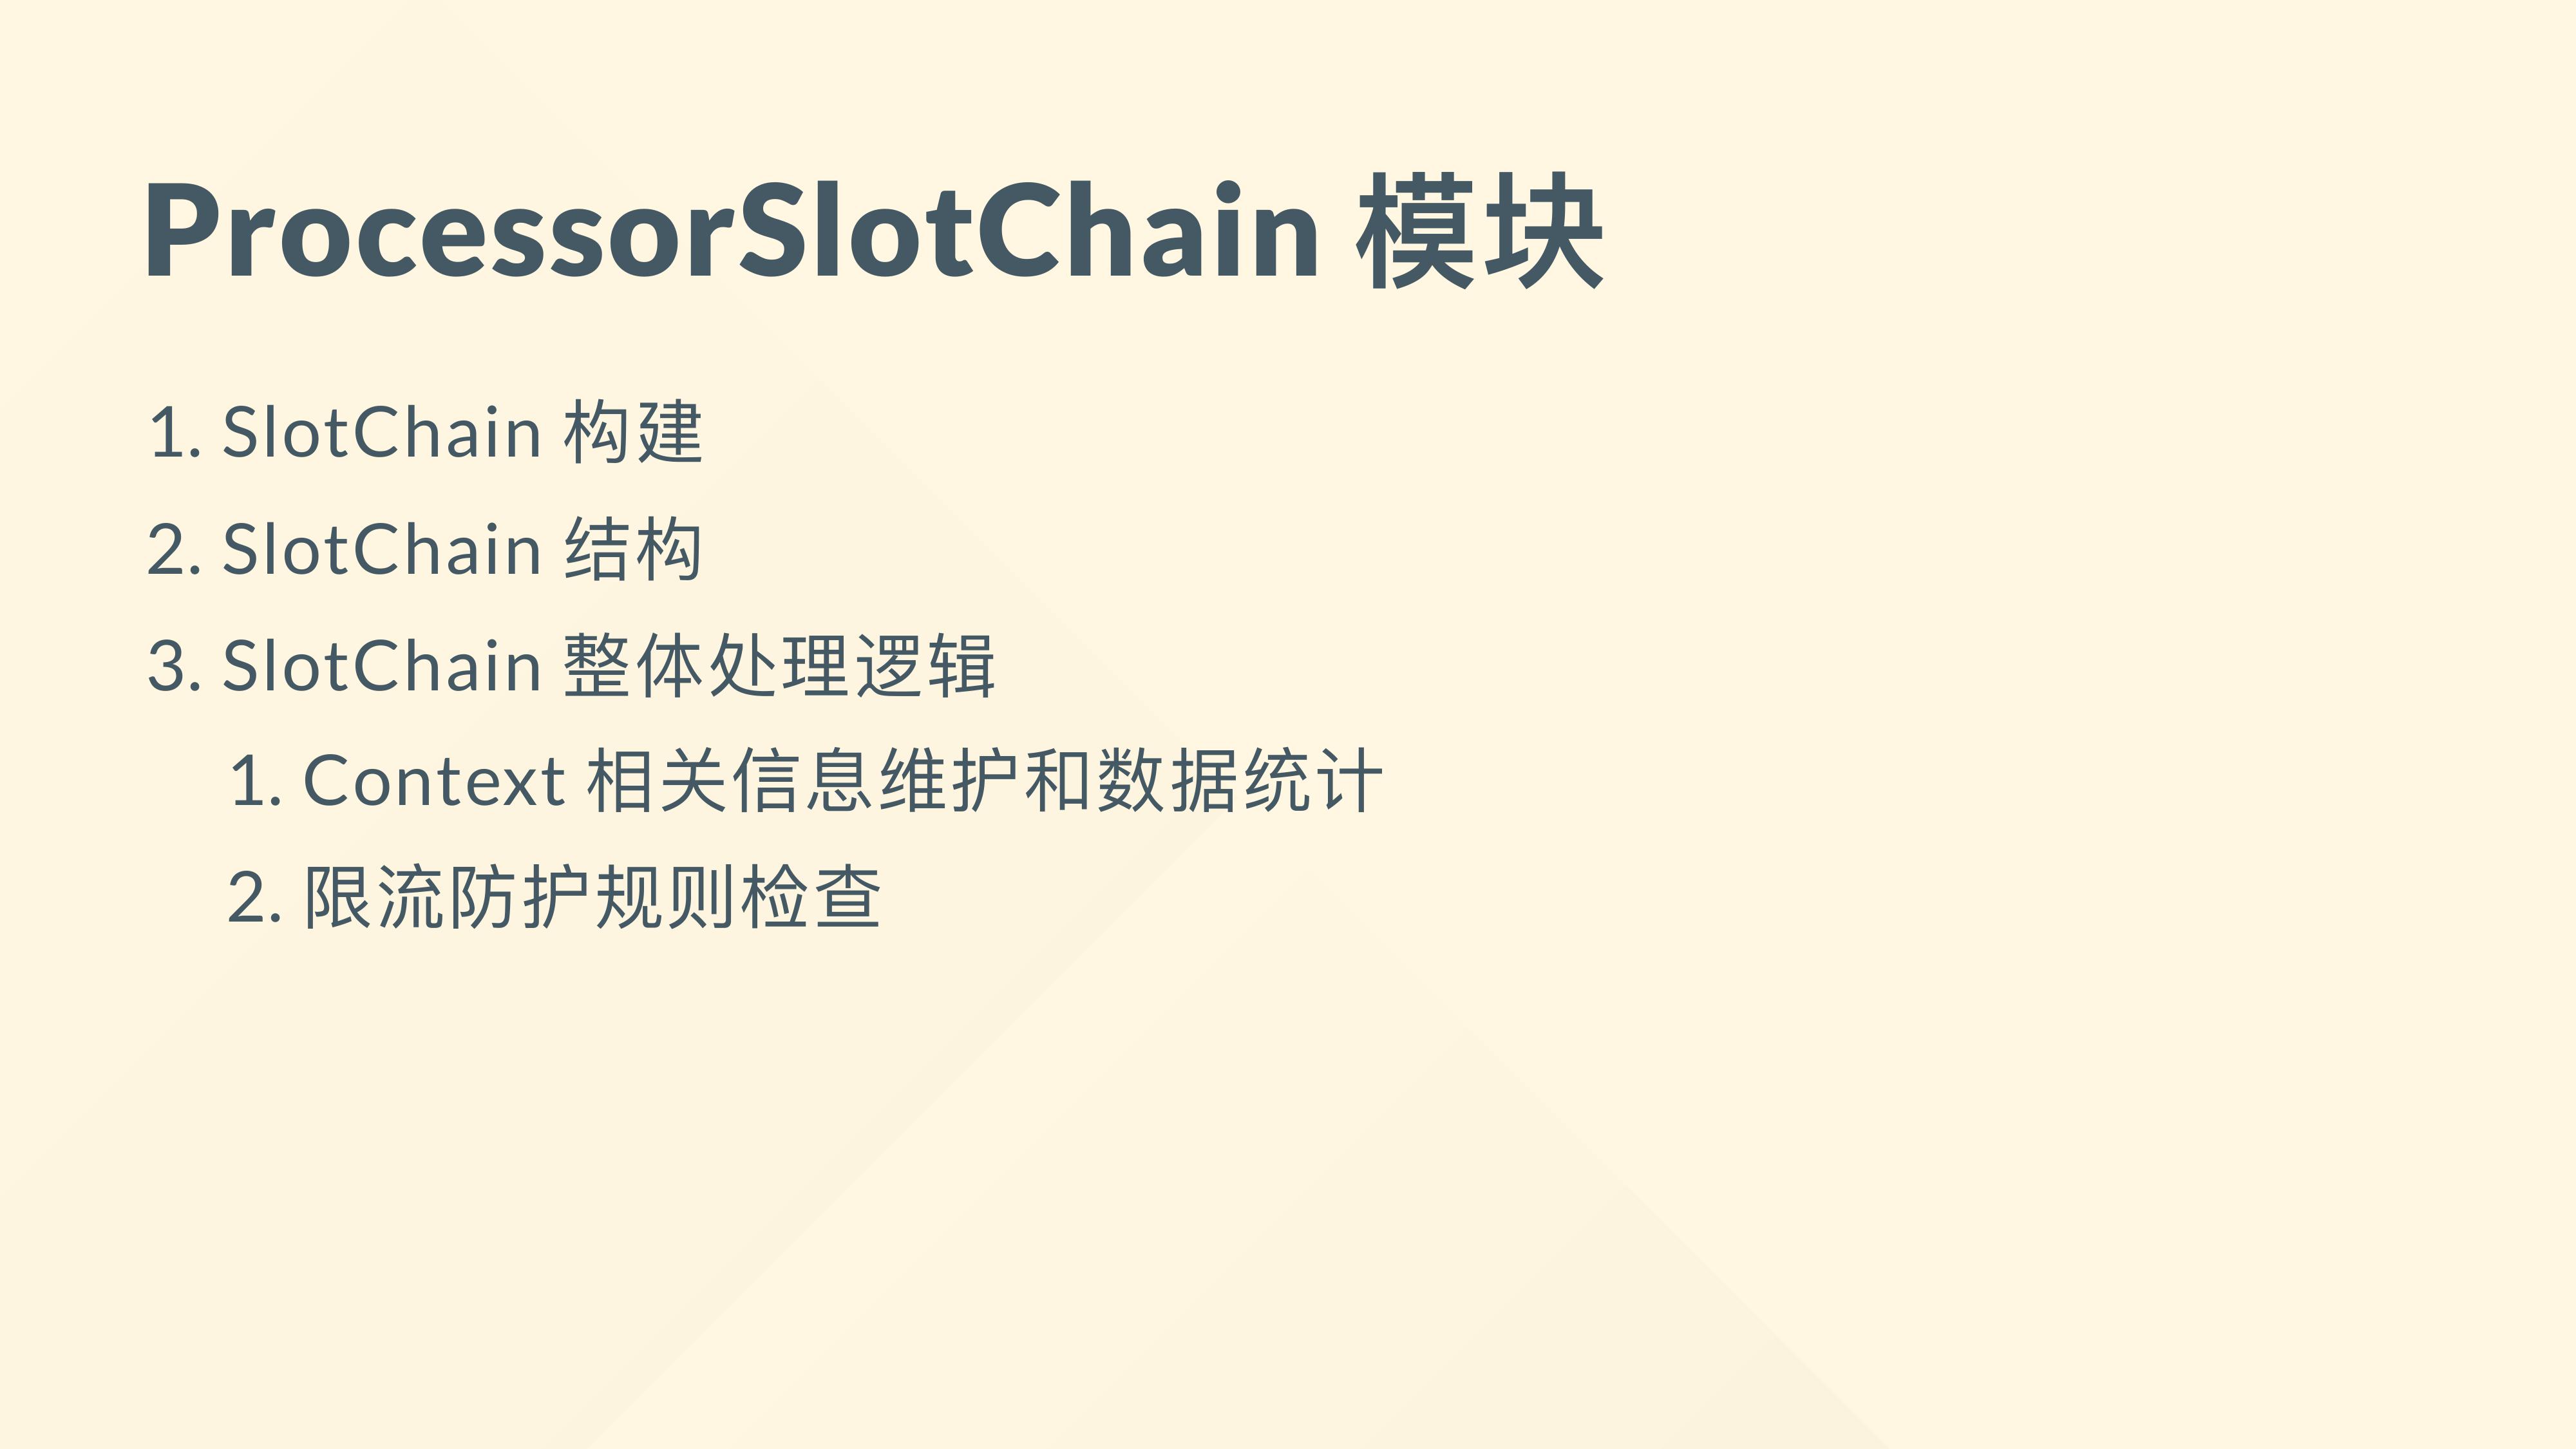 ProcessorSlotChain 模块
1. SlotChain 构建
2. SlotChain 结构
3. SlotChain 整体处理逻辑
1. Context 相关信息维护和数据统计
2. 限流防护规则检查